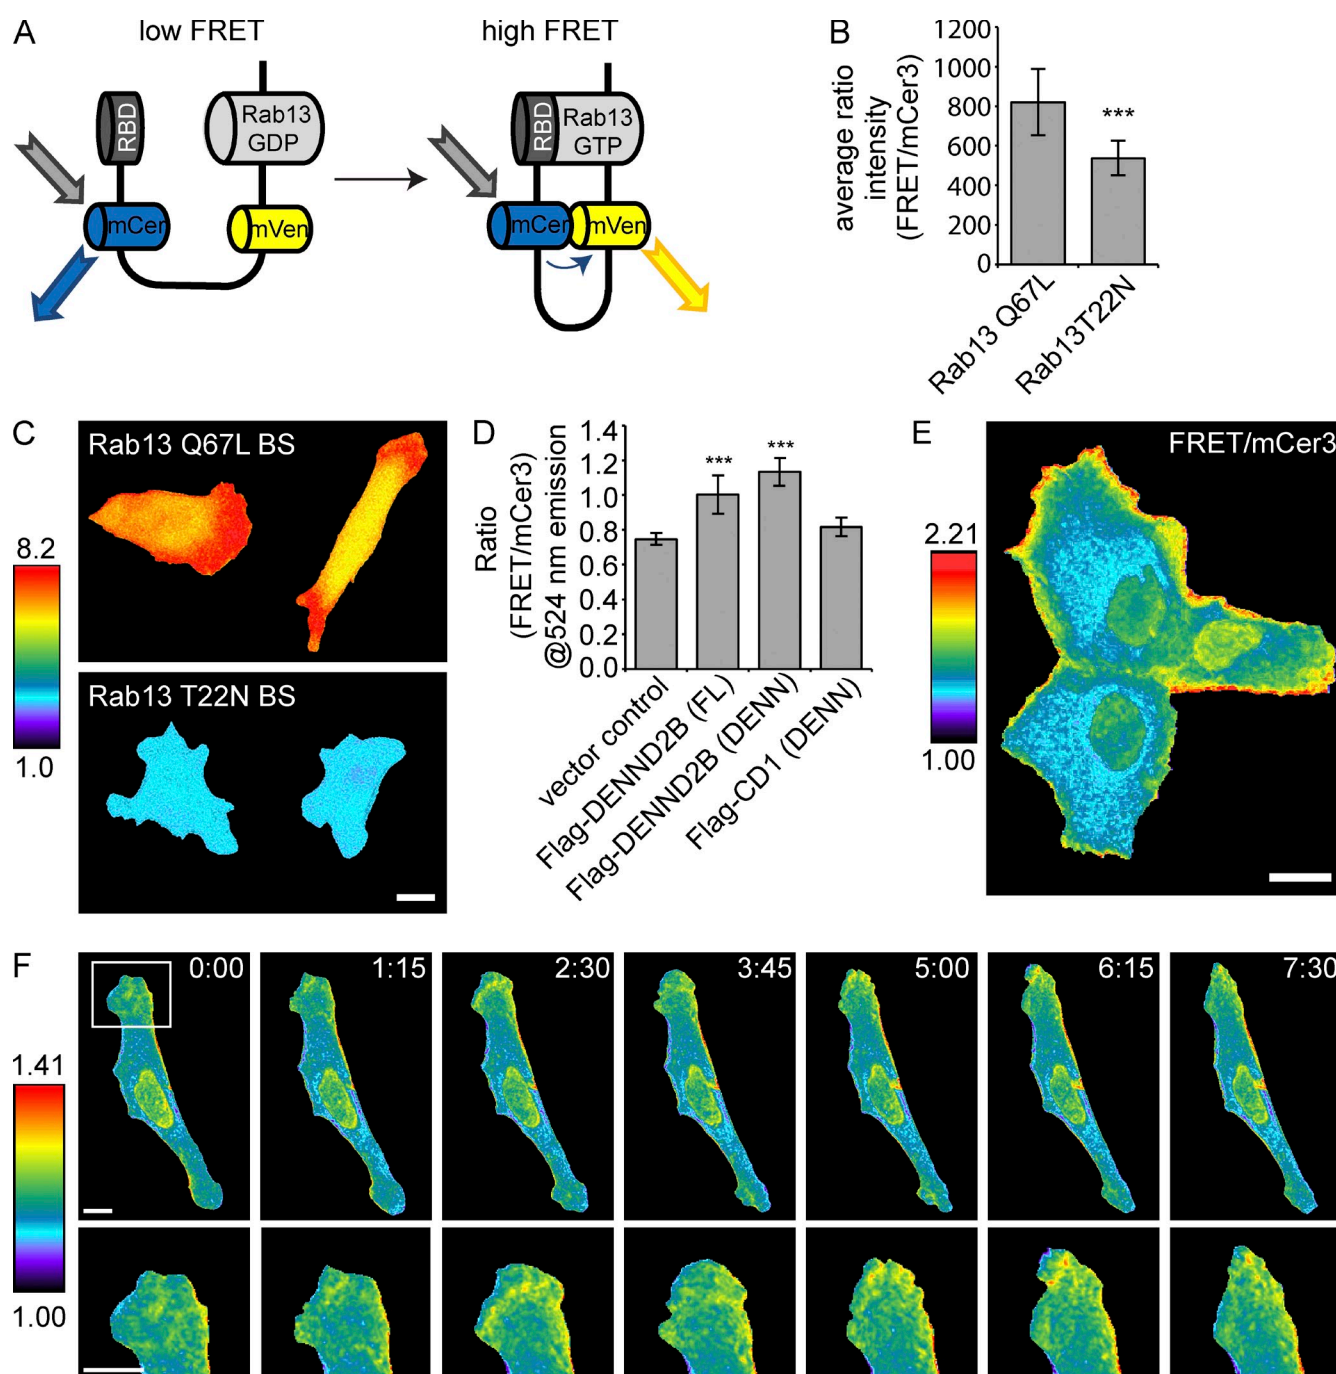 A
low FRET
high FRET
RBD
Rab13
GDP
mCer
mVen
RBD
Rab13
GTP
mCer
mVen
B
average ratio
intensity
(FRET/mCer3)
1200
1000
800
600
400
200
0
***
Rab13 Q67L
Rab13T22N
C
Rab13 Q67L BS
8.2
1.0
Rab13 T22N BS
D
Ratio
(FRET/mCer3)
@524 nm emission
1.4
1.2
1.0
0.8
0.6
0.4
0.2
0.0
***
***
vector control
Flag-DENND2B (FL)
Flag-DENND2B (DENN)
Flag-CD1 (DENN)
E
FRET/mCer3
2.21
1.00
F
0:00
1:15
2:30
3:45
5:00
6:15
7:30
1.41
1.00